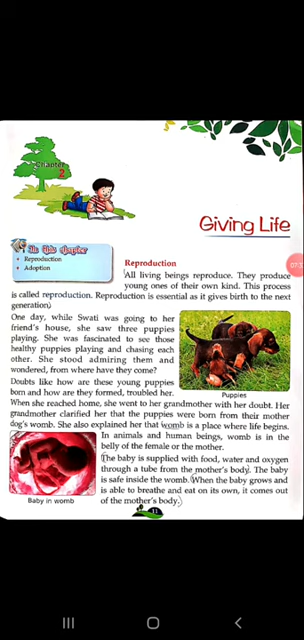 Chapter
2
Giving Life
In this chapter
• Reproduction
• Adoption
Reproduction
All living beings reproduce. They produce
young ones of their own kind. This process
is called reproduction. Reproduction is essential as it gives birth to the next
generation.
One day, while Swati was going to her
friend's house, she saw three puppies
playing. She was fascinated to see those
healthy puppies playing and chasing each
other. She stood admiring them and
wondered, from where have they come?
Doubts like how are these young puppies
born and how are they formed, troubled her.
Puppies
When she reached home, she went to her grandmother with her doubt. Her
grandmother clarified her that the puppies were born from their mother
dog's womb. She also explained her that womb is a place where life begins.
In animals and human beings, womb is in the
belly of the female or the mother.
The baby is supplied with food, water and oxygen
through a tube from the mother's body. The baby
is safe inside the womb. When the baby grows and
is able to breathe and eat on its own, it comes out
of the mother's body.
Baby in womb
11